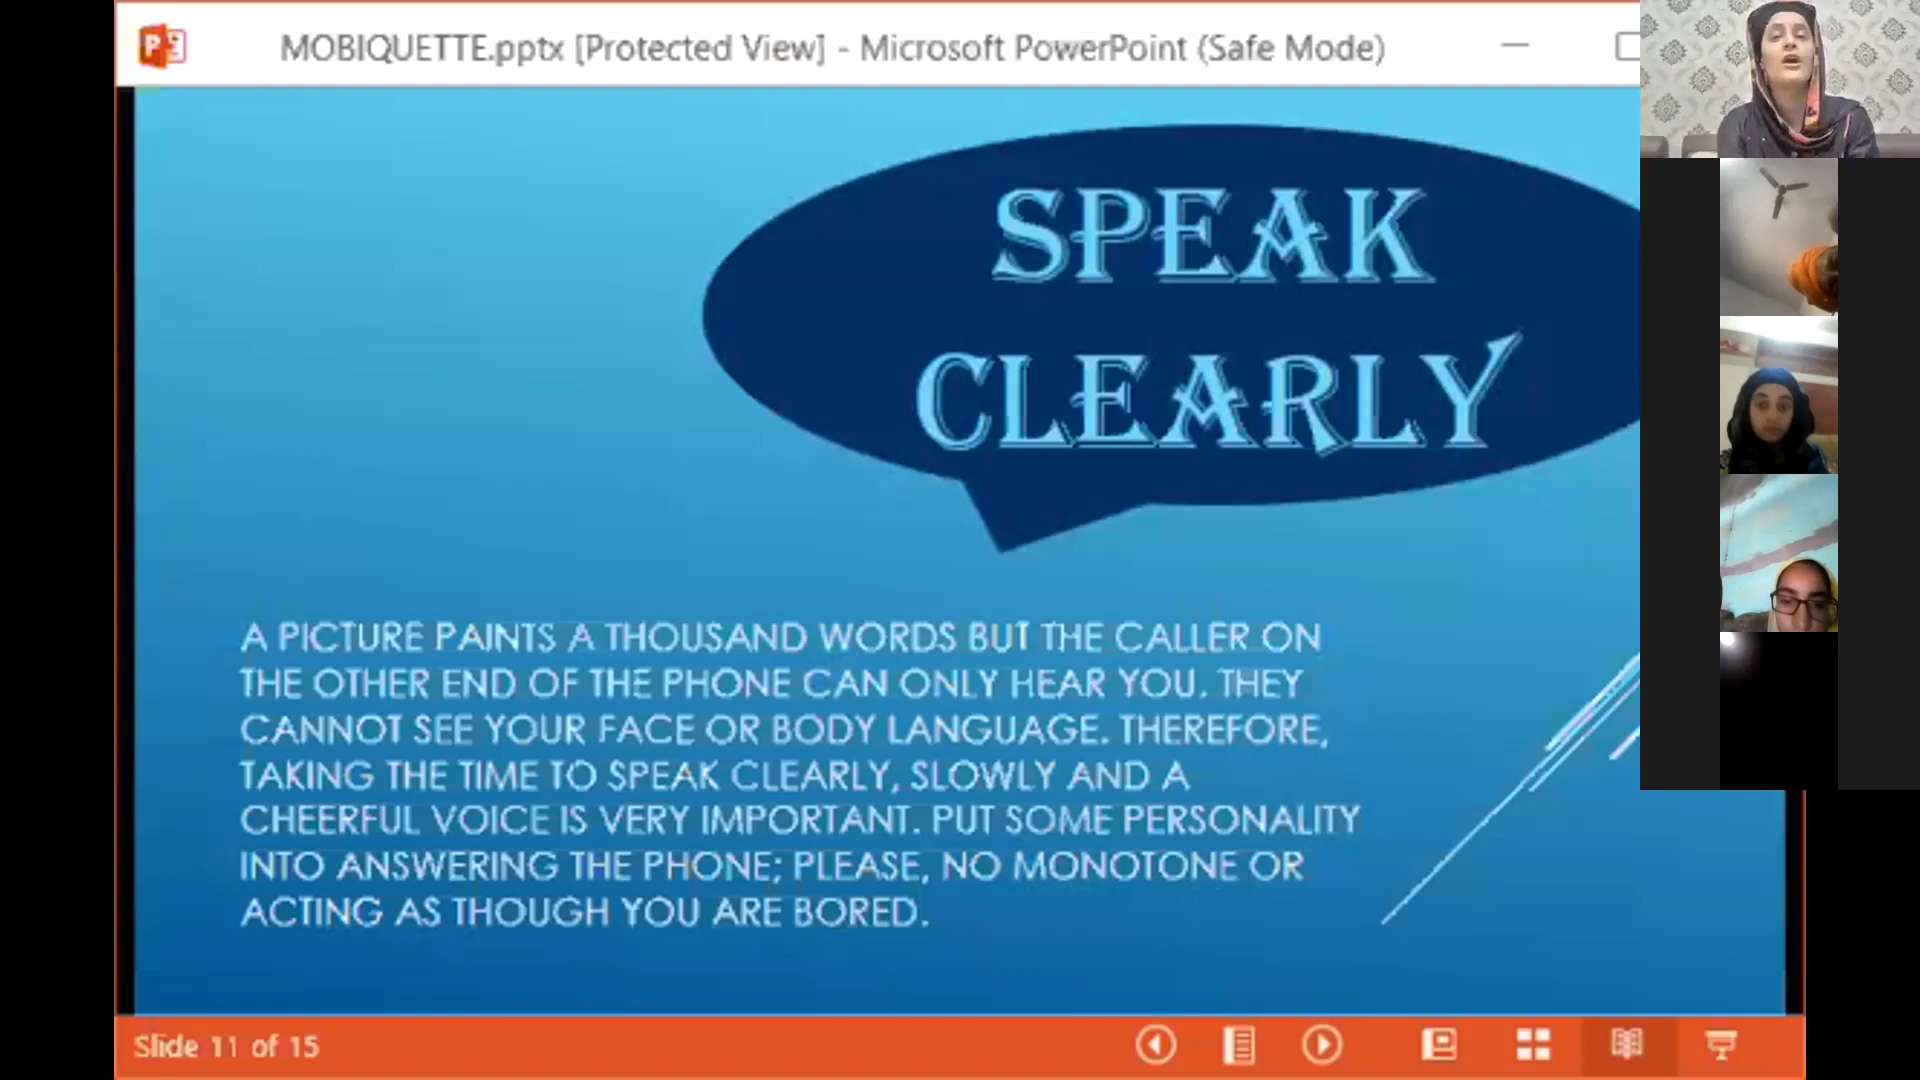 MOBIQUETTE.pptx [Protected View] - Microsoft PowerPoint (Safe Mode)
SPEAK
CLEARLY
A PICTURE PAINTS A THOUSAND WORDS BUT THE CALLER ON
THE OTHER END OF THE PHONE CAN ONLY HEAR YOU. THEY
CANNOT SEE YOUR FACE OR BODY LANGUAGE. THEREFORE,
TAKING THE TIME TO SPEAK CLEARLY, SLOWLY AND A
CHEERFUL VOICE IS VERY IMPORTANT. PUT SOME PERSONALITY
INTO ANSWERING THE PHONE; PLEASE, NO MONOTONE OR
ACTING AS THOUGH YOU ARE BORED.
Slide 11 of 15